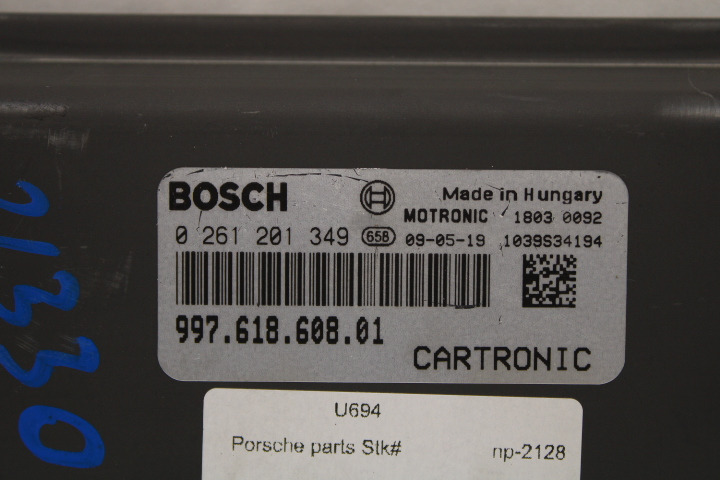 BOSCH
Made in Hungary
MOTRONIC 1803 0092
0 261 201 349 658 09-05-19 1039S34194
997.618.608.01
CARTRONIC
U694
Porsche parts Stk# np-2128
21330